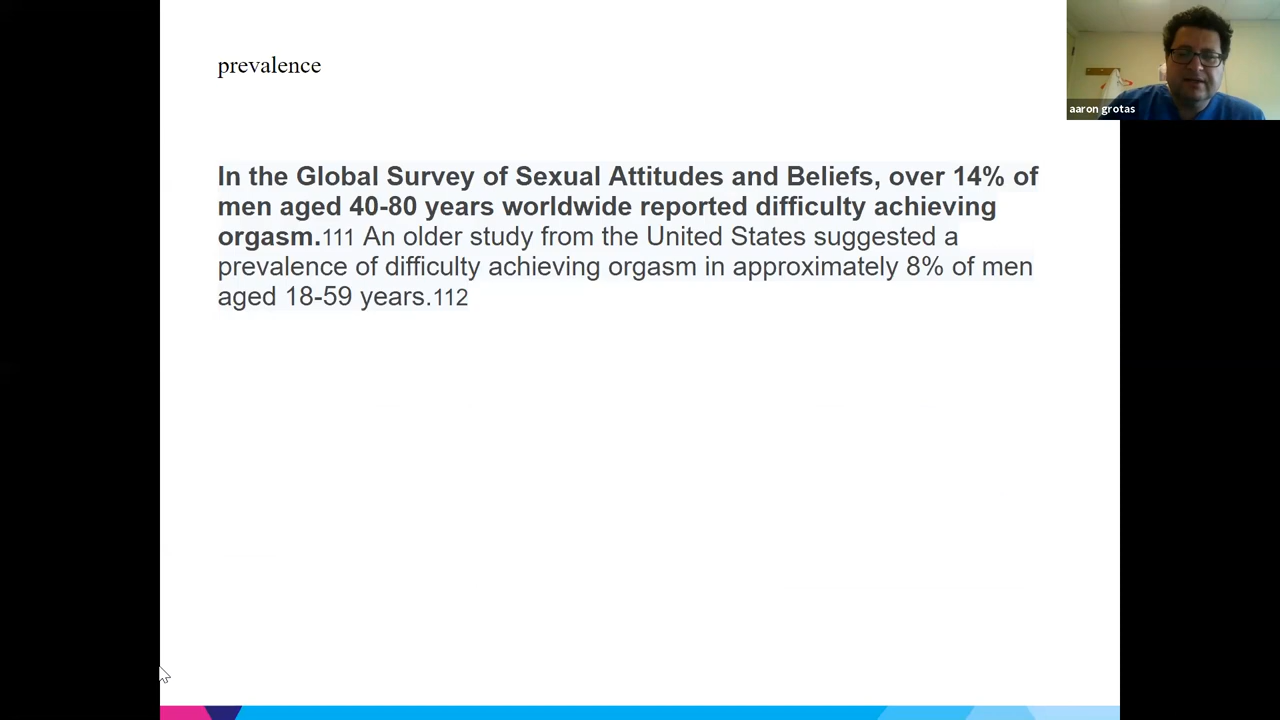 prevalence
aaron grotas
In the Global Survey of Sexual Attitudes and Beliefs, over 14% of
men aged 40-80 years worldwide reported difficulty achieving
orgasm.111 An older study from the United States suggested a
prevalence of difficulty achieving orgasm in approximately 8% of men
aged 18-59 years.112